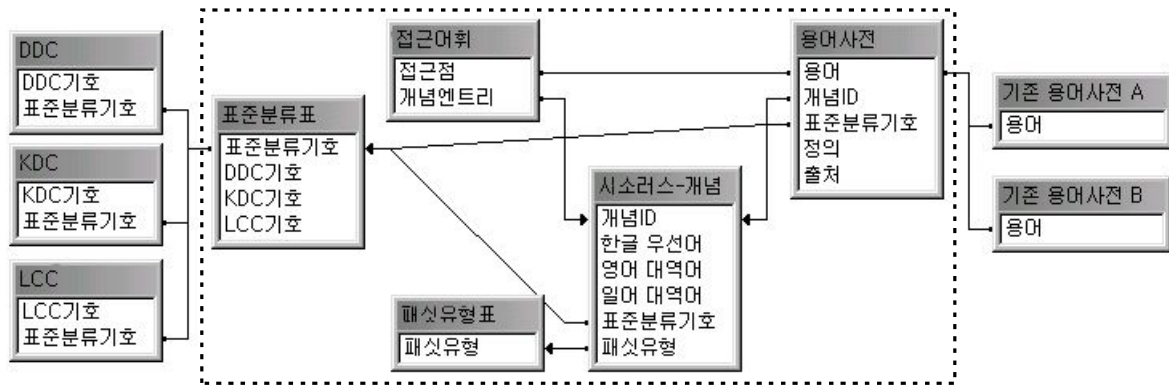 DDC
DDC기호
표준분류기호
KDC
KDC기호
표준분류기호
LCC
LCC기호
표준분류기호
표준분류표
표준분류기호
DDC기호
KDC기호
LCC기호
접근어휘
접근점
개념엔트리
패싯유형표
패싯유형
시소러스-개념
개념ID
한글 우선어
영어 대역어
일어 대역어
표준분류기호
패싯유형
용어사전
용어
개념ID
표준분류기호
정의
출처
기존 용어사전 A
용어
기존 용어사전 B
용어